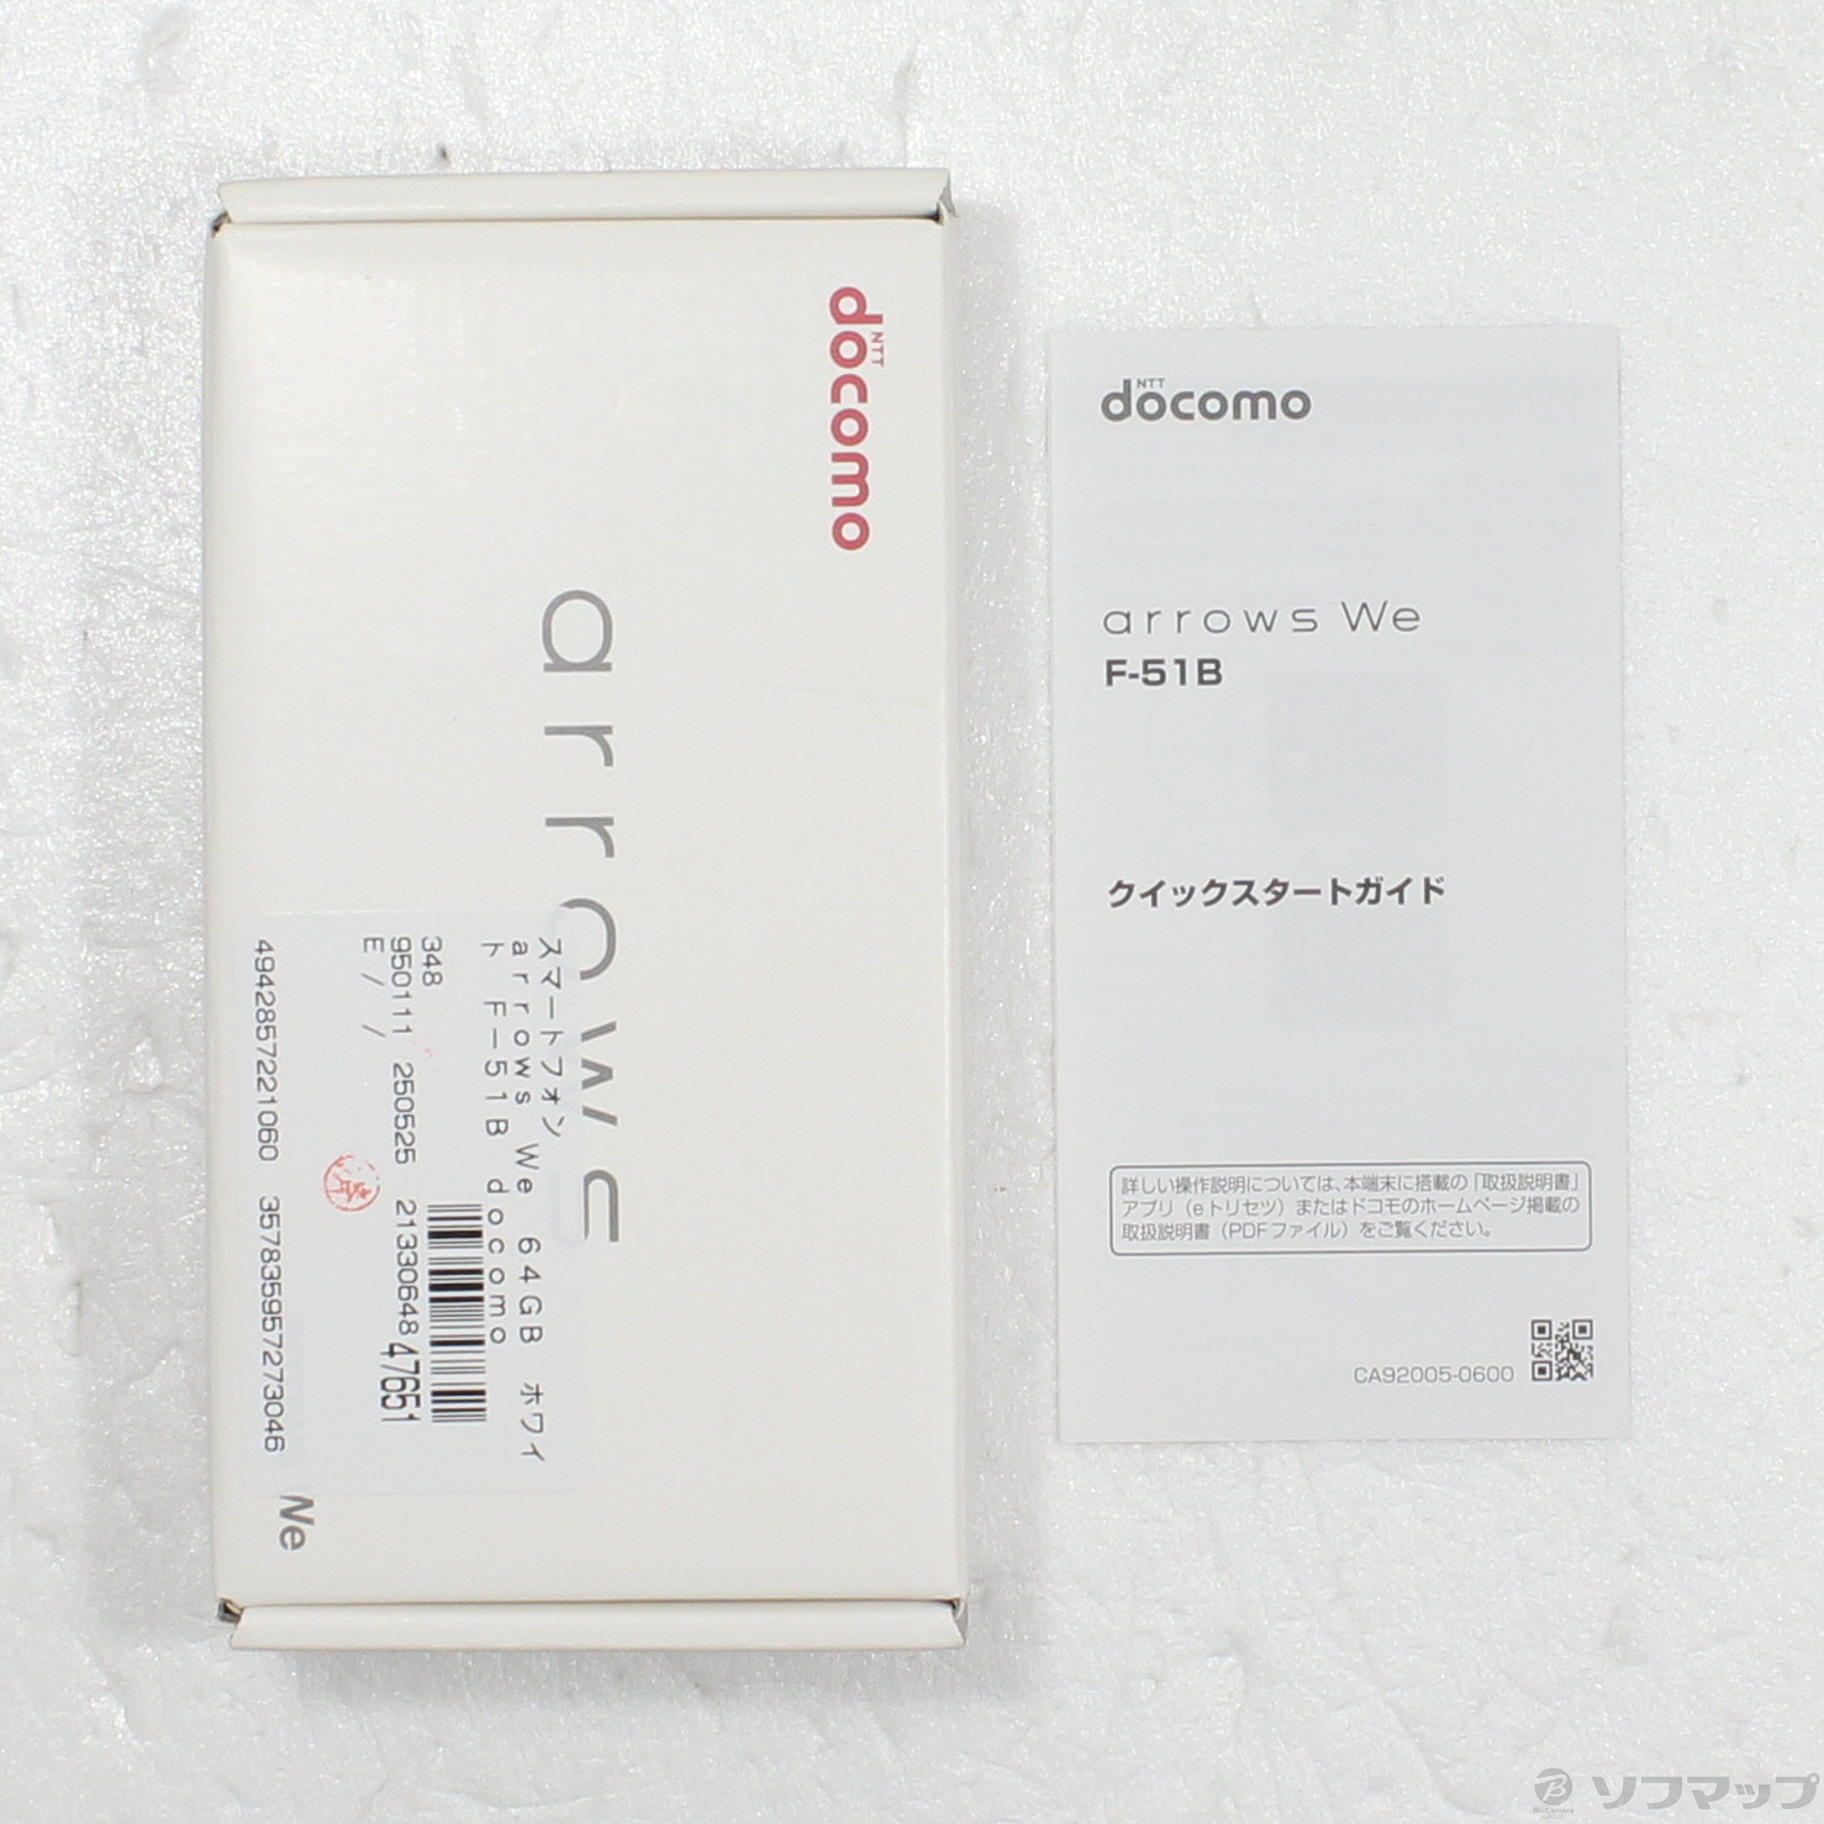 NTT
docomo
arrows
スマートフォン
arrows We 64GB ホワイ
ト F-51B docomo
348
950111 250525 21330648 47651
E / /
4942857221060 357835957273046
We
NTT
docomo
arrows We
F-51B
クイックスタートガイド
詳しい操作説明については、本端末に搭載の「取扱説明書」
アプリ（eトリセツ）またはドコモのホームページ掲載の
取扱説明書（PDFファイル）をご覧ください。
CA92005-0600
BicCamera
GROUP
ソフマップ